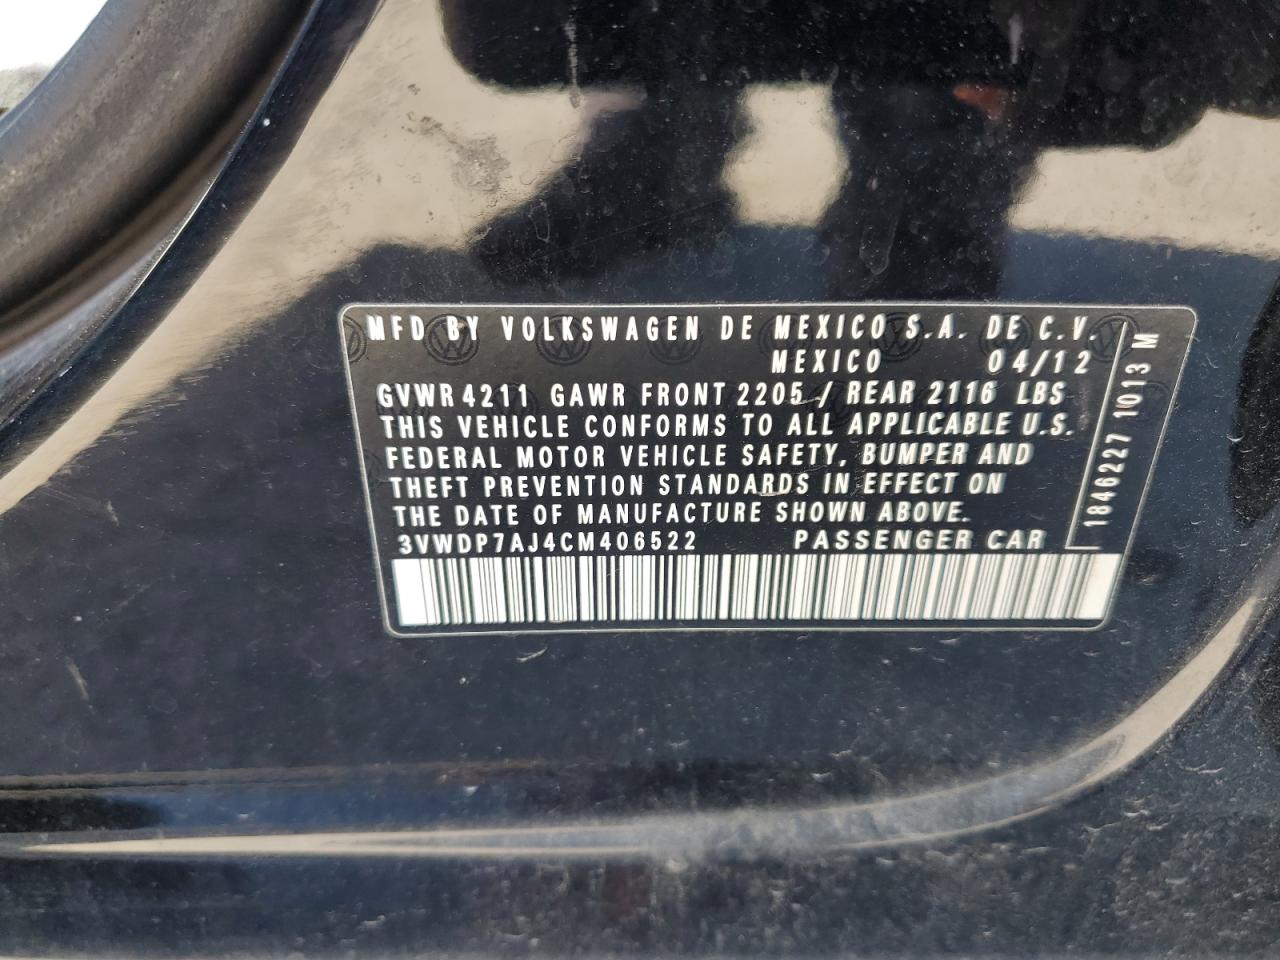 MFD BY VOLKSWAGEN DE MEXICO S.A. DE C.V.
MEXICO 04/12
GVWR 4211 GAWR FRONT 2205 / REAR 2116 LBS
THIS VEHICLE CONFORMS TO ALL APPLICABLE U.S.
FEDERAL MOTOR VEHICLE SAFETY, BUMPER AND
THEFT PREVENTION STANDARDS IN EFFECT ON
THE DATE OF MANUFACTURE SHOWN ABOVE.
3VWDP7AJ4CM406522 PASSENGER CAR
1846227 1013 M